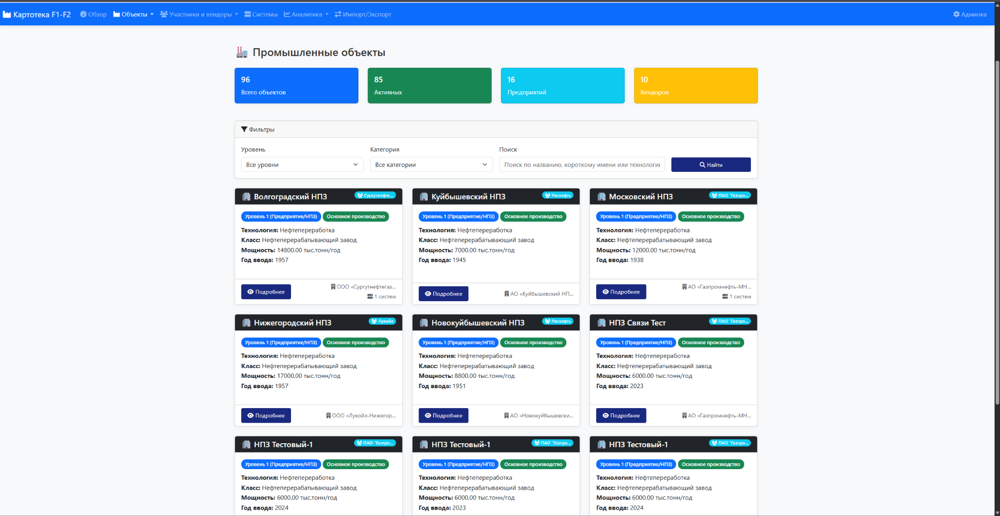 Картотека F1-F2 Обзор Объекты Участники и вендоры Системы Аналитика Импорт/Экспорт Админка
Промышленные объекты
96
Всего объектов
85
Активных
16
Предприятий
10
Вендоров
Фильтры
Уровень
Все уровни
Категория
Все категории
Поиск
Поиск по названию, короткому имени или технологии
Найти
Волгоградский НПЗ Сургутнефте...
Уровень 1 (Предприятие/НПЗ) Основное производство
Технология: Нефтепереработка
Класс: Нефтеперерабатывающий завод
Мощность: 14800.00 тыс.тонн/год
Год ввода: 1957
Подробнее
ООО «Сургутнефтегаз...
1 систем
Куйбышевский НПЗ Роснефть
Уровень 1 (Предприятие/НПЗ) Основное производство
Технология: Нефтепереработка
Класс: Нефтеперерабатывающий завод
Мощность: 7000.00 тыс.тонн/год
Год ввода: 1945
Подробнее
АО «Куйбышевский НП...
Московский НПЗ ПАО "Газпро...
Уровень 1 (Предприятие/НПЗ) Основное производство
Технология: Нефтепереработка
Класс: Нефтеперерабатывающий завод
Мощность: 12000.00 тыс.тонн/год
Год ввода: 1938
Подробнее
АО «Газпромнефть-МН...
1 систем
Нижегородский НПЗ Лукойл
Уровень 1 (Предприятие/НПЗ) Основное производство
Технология: Нефтепереработка
Класс: Нефтеперерабатывающий завод
Мощность: 17000.00 тыс.тонн/год
Год ввода: 1957
Подробнее
ООО «Лукойл-Нижегор...
Новокуйбышевский НПЗ Роснефть
Уровень 1 (Предприятие/НПЗ) Основное производство
Технология: Нефтепереработка
Класс: Нефтеперерабатывающий завод
Мощность: 8800.00 тыс.тонн/год
Год ввода: 1951
Подробнее
АО «Новокуйбышевски...
НПЗ Связи Тест ПАО "Газпро...
Уровень 1 (Предприятие/НПЗ) Основное производство
Технология: Нефтепереработка
Класс: Нефтеперерабатывающий завод
Мощность: 6000.00 тыс.тонн/год
Год ввода: 2023
Подробнее
АО «Газпромнефть-МН...
НПЗ Тестовый-1 ПАО "Газпро...
Уровень 1 (Предприятие/НПЗ) Основное производство
Технология: Нефтепереработка
Класс: Нефтеперерабатывающий завод
Мощность: 6000.00 тыс.тонн/год
Год ввода: 2024
НПЗ Тестовый-1 ПАО "Газпро...
Уровень 1 (Предприятие/НПЗ) Основное производство
Технология: Нефтепереработка
Класс: Нефтеперерабатывающий завод
Мощность: 6000.00 тыс.тонн/год
Год ввода: 2023
НПЗ Тестовый-1 ПАО "Газпро...
Уровень 1 (Предприятие/НПЗ) Основное производство
Технология: Нефтепереработка
Класс: Нефтеперерабатывающий завод
Мощность: 6000.00 тыс.тонн/год
Год ввода: 2024